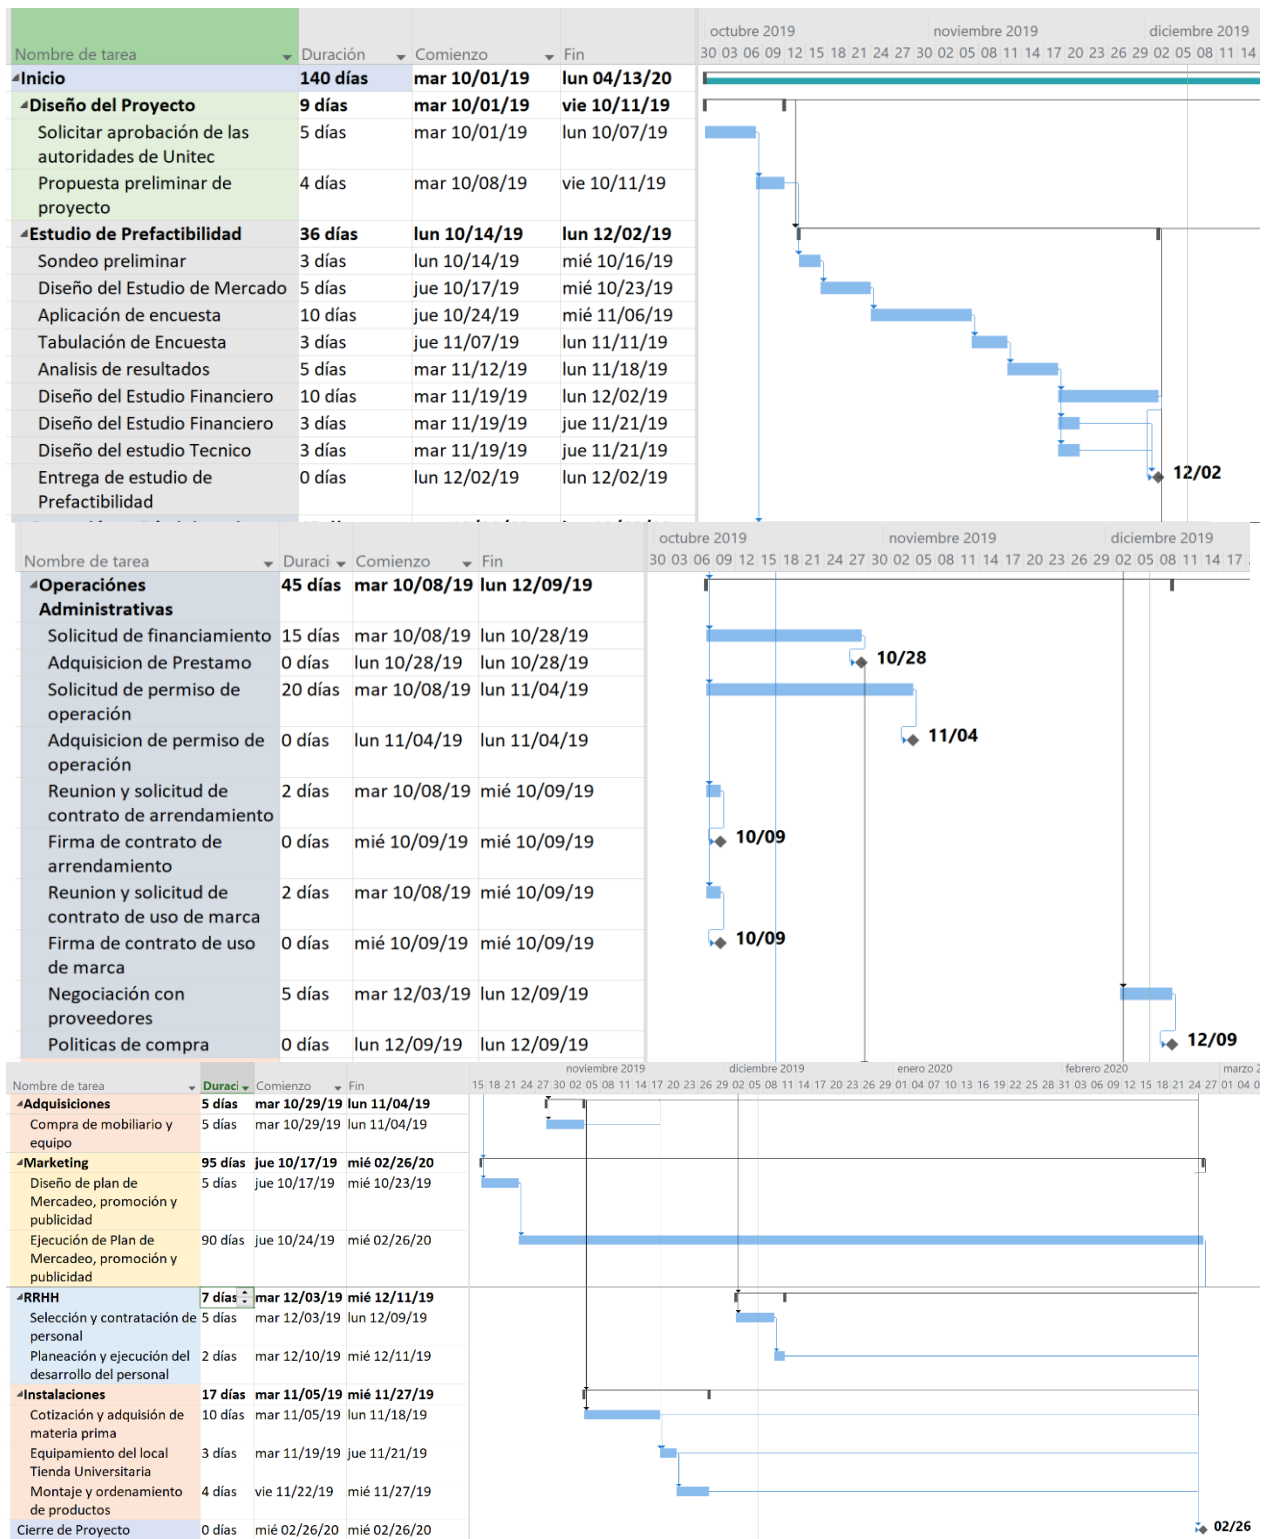 octubre 2019 noviembre 2019 diciembre 2019
Nombre de tarea Duración Comienzo Fin 30 03 06 09 12 15 18 21 24 27 30 02 05 08 11 14 17 20 23 26 29 02 05 08 11 14
Inicio 140 días mar 10/01/19 lun 04/13/20
Diseño del Proyecto 9 días mar 10/01/19 vie 10/11/19
Solicitar aprobación de las 5 días mar 10/01/19 lun 10/07/19
autoridades de Unitec
Propuesta preliminar de 4 días mar 10/08/19 vie 10/11/19
proyecto
Estudio de Prefactibilidad 36 días lun 10/14/19 lun 12/02/19
Sondeo preliminar 3 días lun 10/14/19 mié 10/16/19
Diseño del Estudio de Mercado 5 días jue 10/17/19 mié 10/23/19
Aplicación de encuesta 10 días jue 10/24/19 mié 11/06/19
Tabulación de Encuesta 3 días jue 11/07/19 lun 11/11/19
Analisis de resultados 5 días mar 11/12/19 lun 11/18/19
Diseño del Estudio Financiero 10 días mar 11/19/19 lun 12/02/19
Diseño del Estudio Financiero 3 días mar 11/19/19 jue 11/21/19
Diseño del estudio Tecnico 3 días mar 11/19/19 jue 11/21/19
Entrega de estudio de 0 días lun 12/02/19 lun 12/02/19 12/02
Prefactibilidad
octubre 2019 noviembre 2019 diciembre 2019
Nombre de tarea Duraci Comienzo Fin 30 03 06 09 12 15 18 21 24 27 30 02 05 08 11 14 17 20 23 26 29 02 05 08 11 14 17
Operaciónes 45 días mar 10/08/19 lun 12/09/19
Administrativas
Solicitud de financiamiento 15 días mar 10/08/19 lun 10/28/19
Adquisicion de Prestamo 0 días lun 10/28/19 lun 10/28/19 10/28
Solicitud de permiso de 20 días mar 10/08/19 lun 11/04/19
operación
Adquisicion de permiso de 0 días lun 11/04/19 lun 11/04/19 11/04
operación
Reunion y solicitud de 2 días mar 10/08/19 mié 10/09/19
contrato de arrendamiento
Firma de contrato de 0 días mié 10/09/19 mié 10/09/19 10/09
arrendamiento
Reunion y solicitud de 2 días mar 10/08/19 mié 10/09/19
contrato de uso de marca
Firma de contrato de uso 0 días mié 10/09/19 mié 10/09/19 10/09
de marca
Negociación con 5 días mar 12/03/19 lun 12/09/19
proveedores
Politicas de compra 0 días lun 12/09/19 lun 12/09/19 12/09
noviembre 2019 diciembre 2019 enero 2020 febrero 2020 marzo
Nombre de tarea Duraci Comienzo Fin 15 18 21 24 27 30 02 05 08 11 14 17 20 23 26 29 02 05 08 11 14 17 20 23 26 29 01 04 07 10 13 16 19 22 25 28 31 03 06 09 12 15 18 21 24 27 01 04
Adquisiciones 5 días mar 10/29/19 lun 11/04/19
Compra de mobiliario y 5 días mar 10/29/19 lun 11/04/19
equipo
Marketing 95 días jue 10/17/19 mié 02/26/20
Diseño de plan de 5 días jue 10/17/19 mié 10/23/19
Mercadeo, promoción y
publicidad
Ejecución de Plan de 90 días jue 10/24/19 mié 02/26/20
Mercadeo, promoción y
publicidad
RRHH 7 días mar 12/03/19 mié 12/11/19
Selección y contratación de 5 días mar 12/03/19 lun 12/09/19
personal
Planeación y ejecución del 2 días mar 12/10/19 mié 12/11/19
desarrollo del personal
Instalaciones 17 días mar 11/05/19 mié 11/27/19
Cotización y adquisión de 10 días mar 11/05/19 lun 11/18/19
materia prima
Equipamiento del local 3 días mar 11/19/19 jue 11/21/19
Tienda Universitaria
Montaje y ordenamiento 4 días vie 11/22/19 mié 11/27/19
de productos
Cierre de Proyecto 0 días mié 02/26/20 mié 02/26/20 02/26